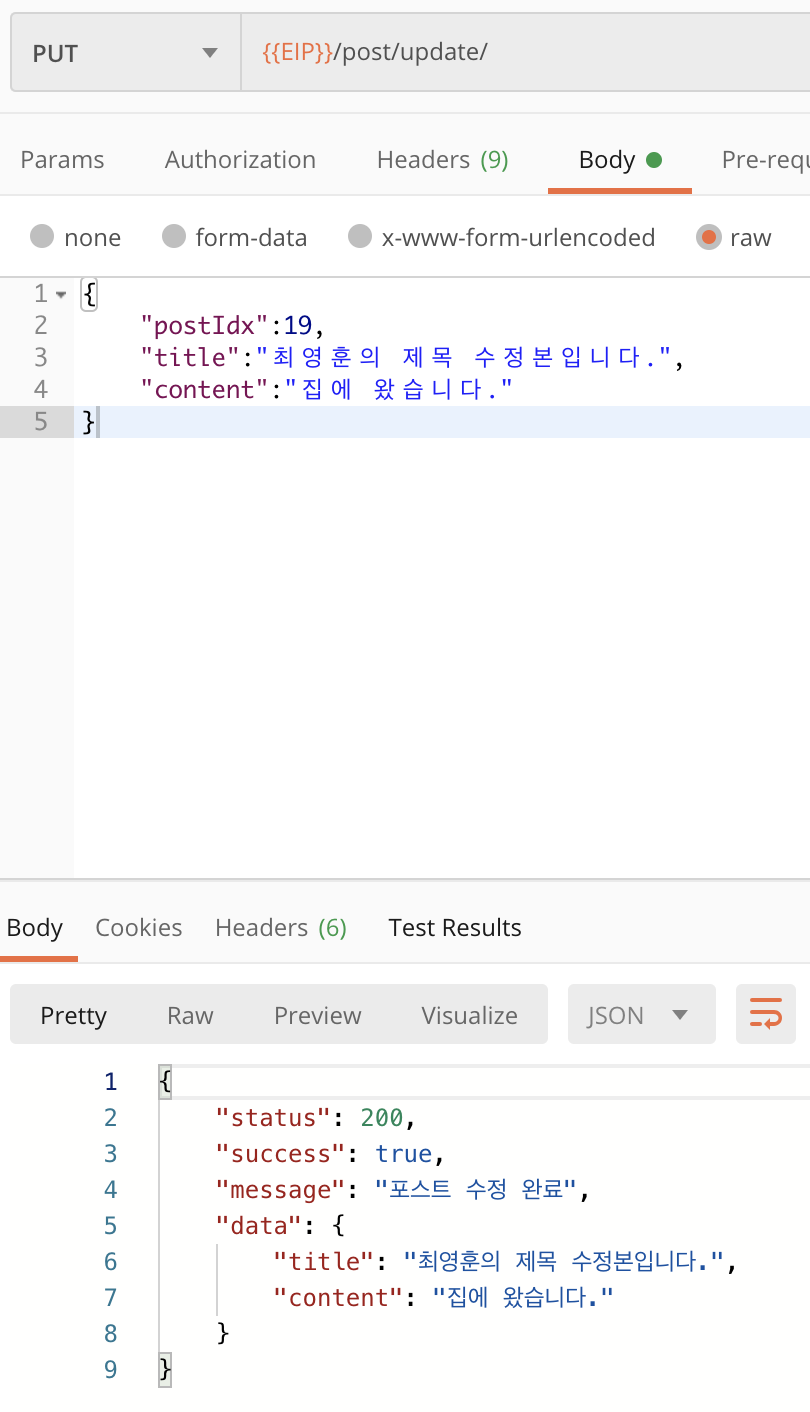 PUT {{EIP}}/post/update/
Params Authorization Headers (9) Body
none form-data x-www-form-urlencoded raw
1 {
2 "postIdx":19,
3 "title":"최영훈의 제목 수정본입니다.",
4 "content":"집에 왔습니다."
5 }
Body Cookies Headers (6) Test Results
Pretty Raw Preview Visualize JSON
1 {
2 "status": 200,
3 "success": true,
4 "message": "포스트 수정 완료",
5 "data": {
6 "title": "최영훈의 제목 수정본입니다.",
7 "content": "집에 왔습니다."
8 }
9 }